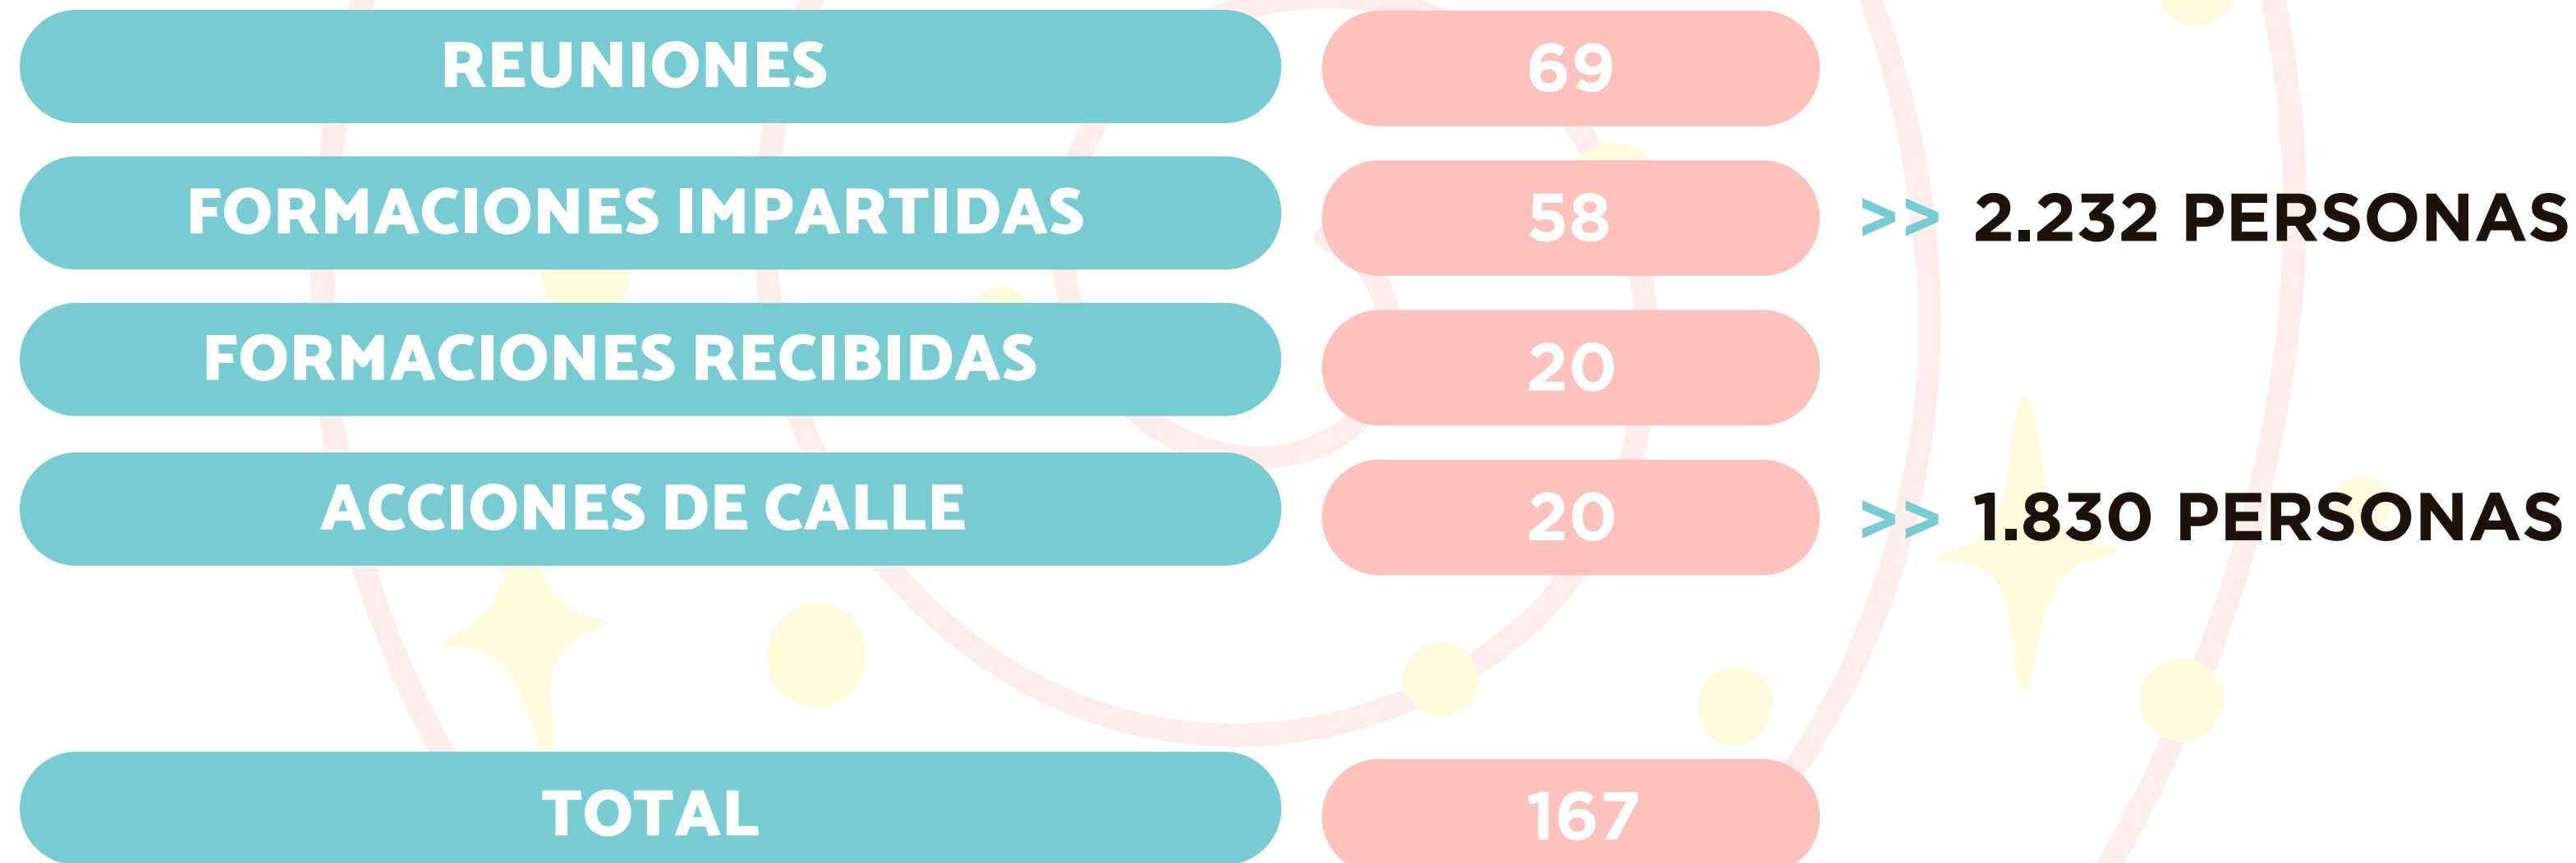 REUNIONES 69
FORMACIONES IMPARTIDAS 58 >> 2.232 PERSONAS
FORMACIONES RECIBIDAS 20
ACCIONES DE CALLE 20 >> 1.830 PERSONAS
TOTAL 167